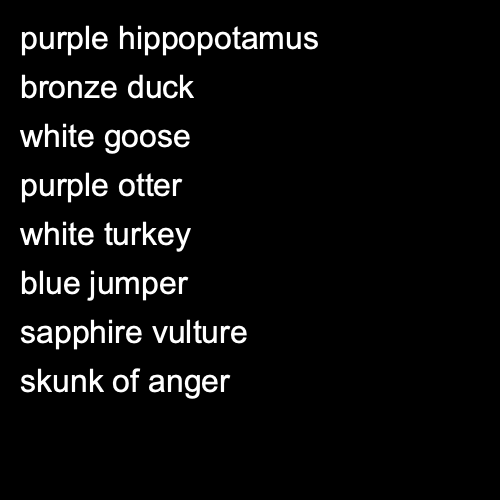 purple hippopotamus
bronze duck
white goose
purple otter
white turkey
blue jumper
sapphire vulture
skunk of anger